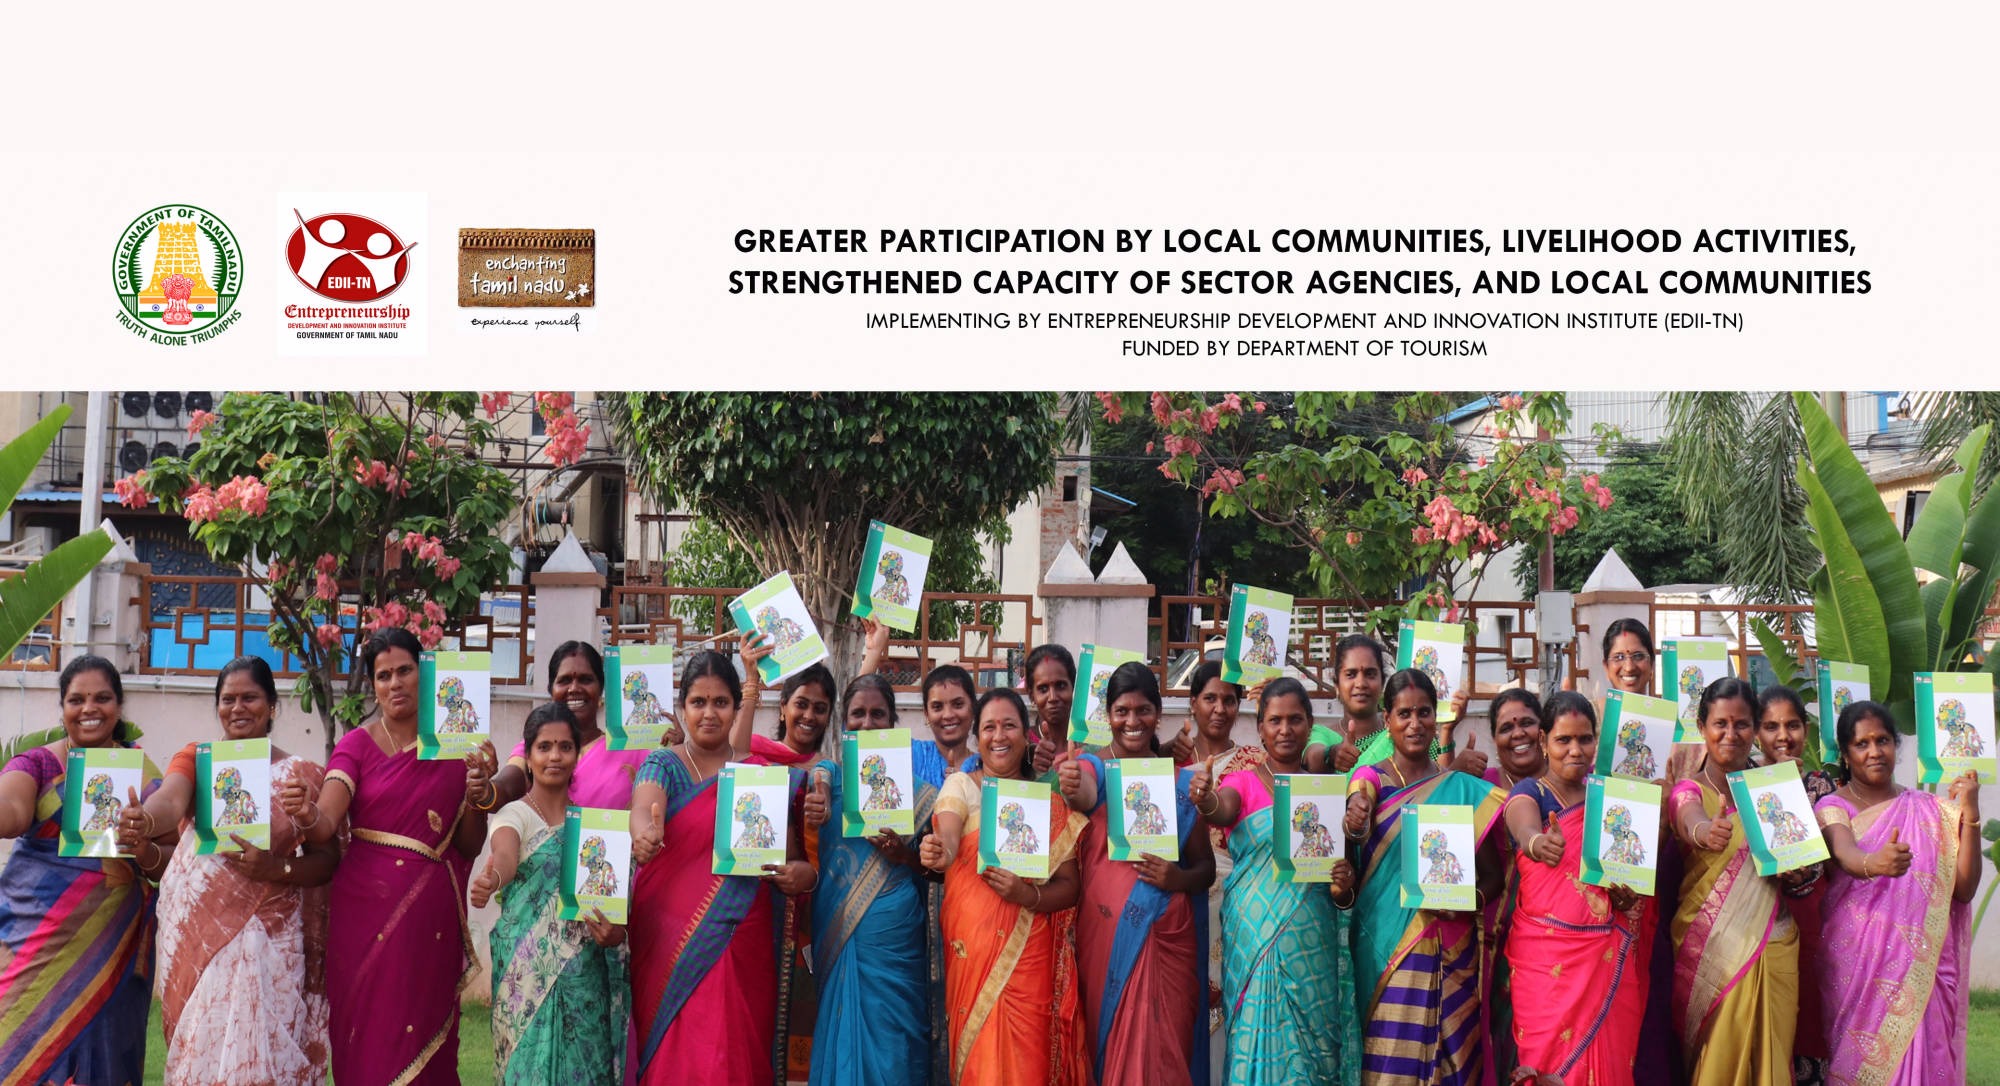 GOVERNMENT OF TAMILNADU
TRUTH ALONE TRIUMPHS
EDII-TN
Entrepreneurship
DEVELOPMENT AND INNOVATION INSTITUTE
GOVERNMENT OF TAMIL NADU
enchanting
tamil nadu
experience yourself
GREATER PARTICIPATION BY LOCAL COMMUNITIES, LIVELIHOOD ACTIVITIES,
STRENGTHENED CAPACITY OF SECTOR AGENCIES, AND LOCAL COMMUNITIES
IMPLEMENTING BY ENTREPRENEURSHIP DEVELOPMENT AND INNOVATION INSTITUTE (EDII-TN)
FUNDED BY DEPARTMENT OF TOURISM